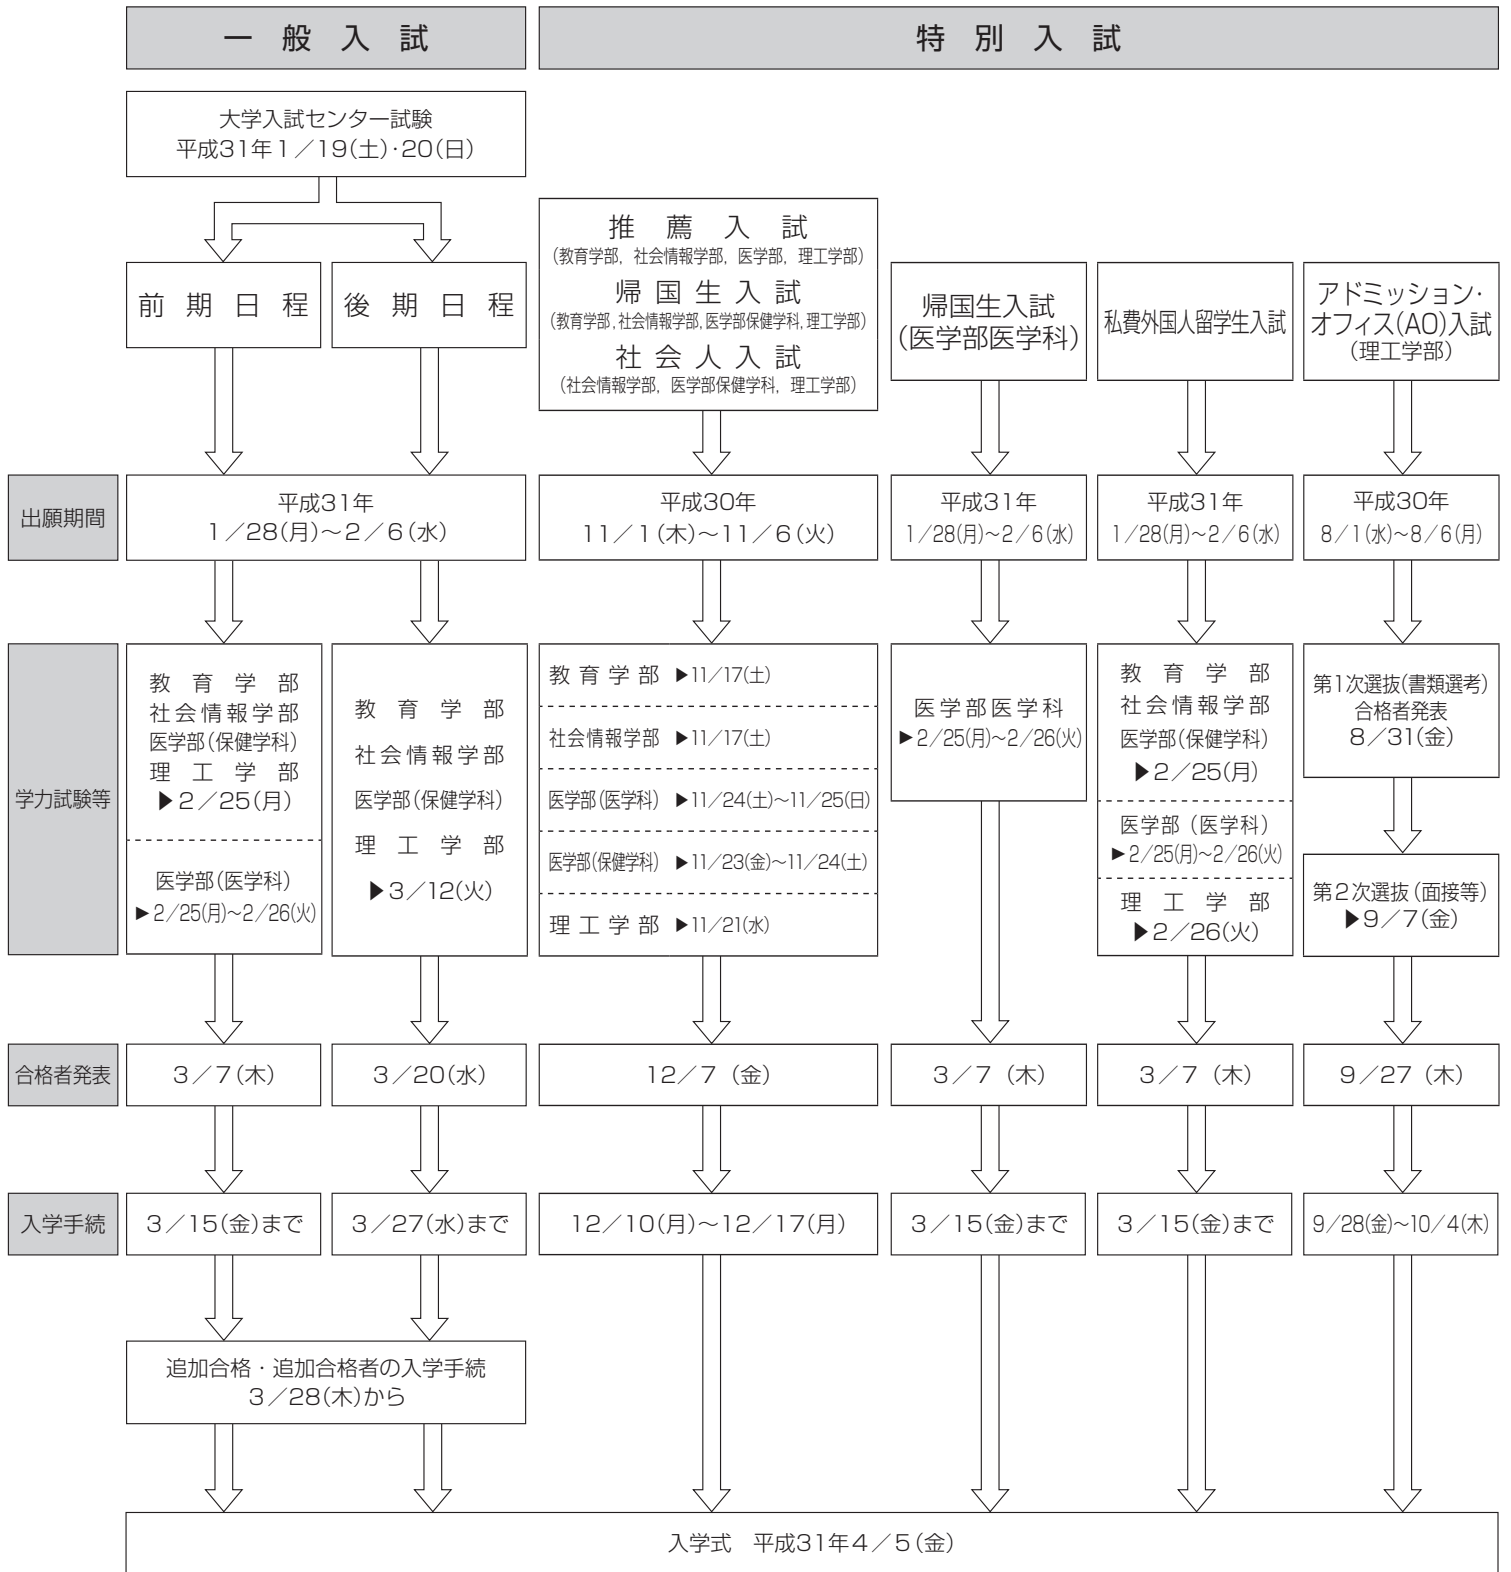 一般入試
特別入試
大学入試センター試験
平成31年1／19(土)・20(日)
前期日程
後期日程
推薦入試
(教育学部，社会情報学部，医学部，理工学部)
帰国生入試
(教育学部，社会情報学部，医学部保健学科，理工学部)
社会人入試
(社会情報学部，医学部保健学科，理工学部)
帰国生入試
(医学部医学科)
私費外国人留学生入試
アドミッション・
オフィス(AO)入試
(理工学部)
出願期間
平成31年
1／28(月)～2／6(水)
平成30年
11／1(木)～11／6(火)
平成31年
1／28(月)～2／6(水)
平成31年
1／28(月)～2／6(水)
平成30年
8／1(水)～8／6(月)
学力試験等
教育学部
社会情報学部
医学部(保健学科)
理工学部
▶2／25(月)
医学部(医学科)
▶2／25(月)～2／26(火)
教育学部
社会情報学部
医学部(保健学科)
理工学部
▶3／12(火)
教育学部 ▶11／17(土)
社会情報学部 ▶11／17(土)
医学部(医学科) ▶11／24(土)～11／25(日)
医学部(保健学科) ▶11／23(金)～11／24(土)
理工学部 ▶11／21(水)
医学部医学科
▶2／25(月)～2／26(火)
教育学部
社会情報学部
医学部(保健学科)
▶2／25(月)
医学部(医学科)
▶2／25(月)～2／26(火)
理工学部
▶2／26(火)
第1次選抜(書類選考)
合格者発表
8／31(金)
第2次選抜(面接等)
▶9／7(金)
合格者発表
3／7(木)
3／20(水)
12／7(金)
3／7(木)
3／7(木)
9／27(木)
入学手続
3／15(金)まで
3／27(水)まで
12／10(月)～12／17(月)
3／15(金)まで
3／15(金)まで
9／28(金)～10／4(木)
追加合格・追加合格者の入学手続
3／28(木)から
入学式　平成31年4／5(金)